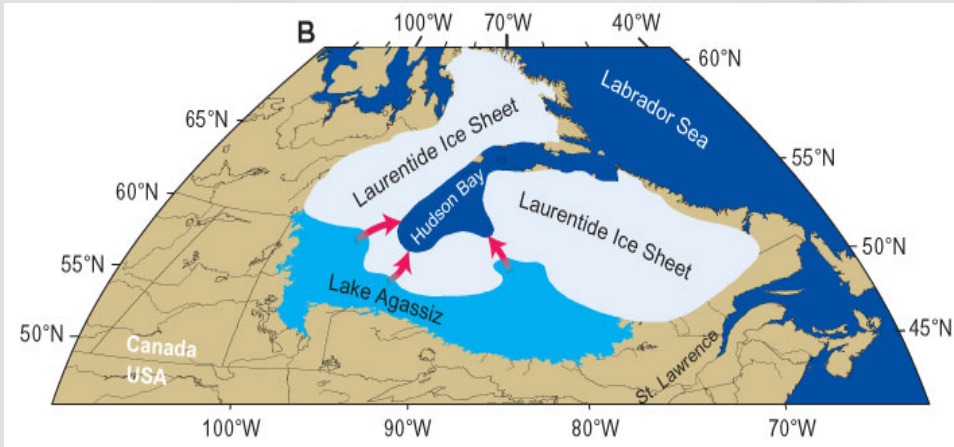 B
100°W
70°W
40°W
60°N
Labrador Sea
65°N
Laurentide Ice Sheet
55°N
60°N
Hudson Bay
Laurentide Ice Sheet
50°N
55°N
Lake Agassiz
50°N
45°N
Canada
USA
St. Lawrence
100°W
90°W
80°W
70°W